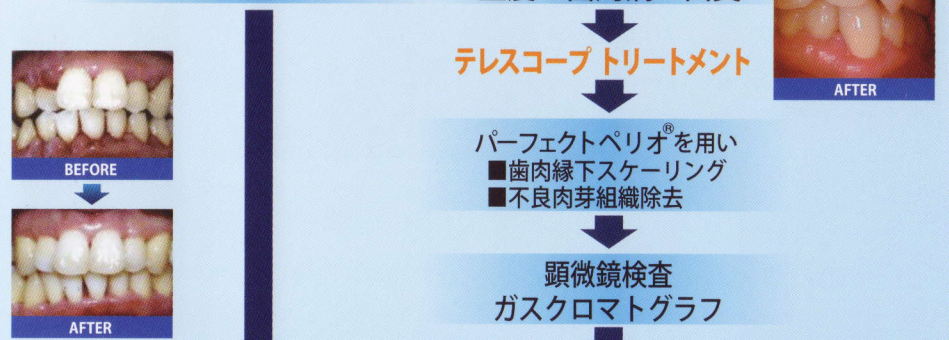 テレスコープ トリートメント
AFTER
パーフェクトペリオ®を用い
■歯肉縁下スケーリング
■不良肉芽組織除去
BEFORE
顕微鏡検査
ガスクロマトグラフ
AFTER